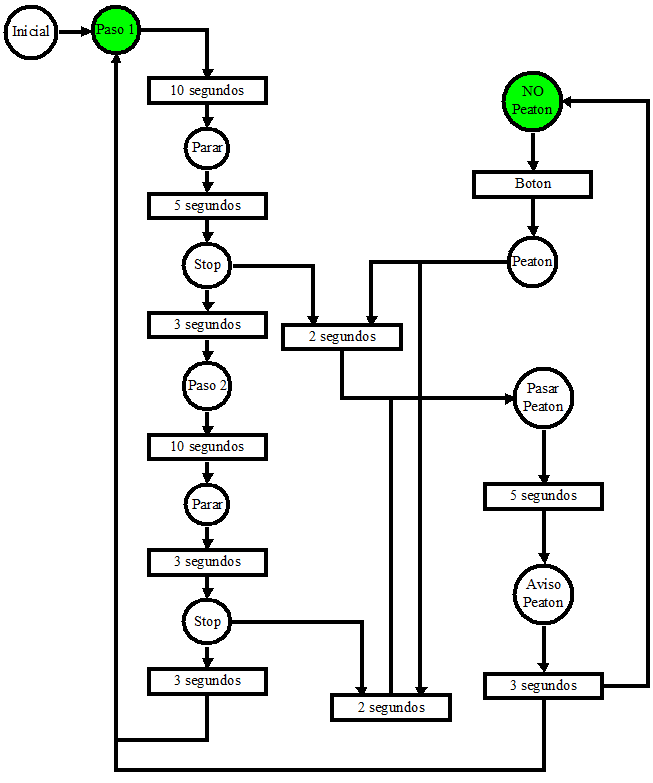 Inicial
Paso 1
10 segundos
Parar
5 segundos
Stop
3 segundos
Paso 2
10 segundos
Parar
3 segundos
Stop
3 segundos
2 segundos
2 segundos
NO
Peaton
Boton
Peaton
Pasar
Peaton
5 segundos
Aviso
Peaton
3 segundos